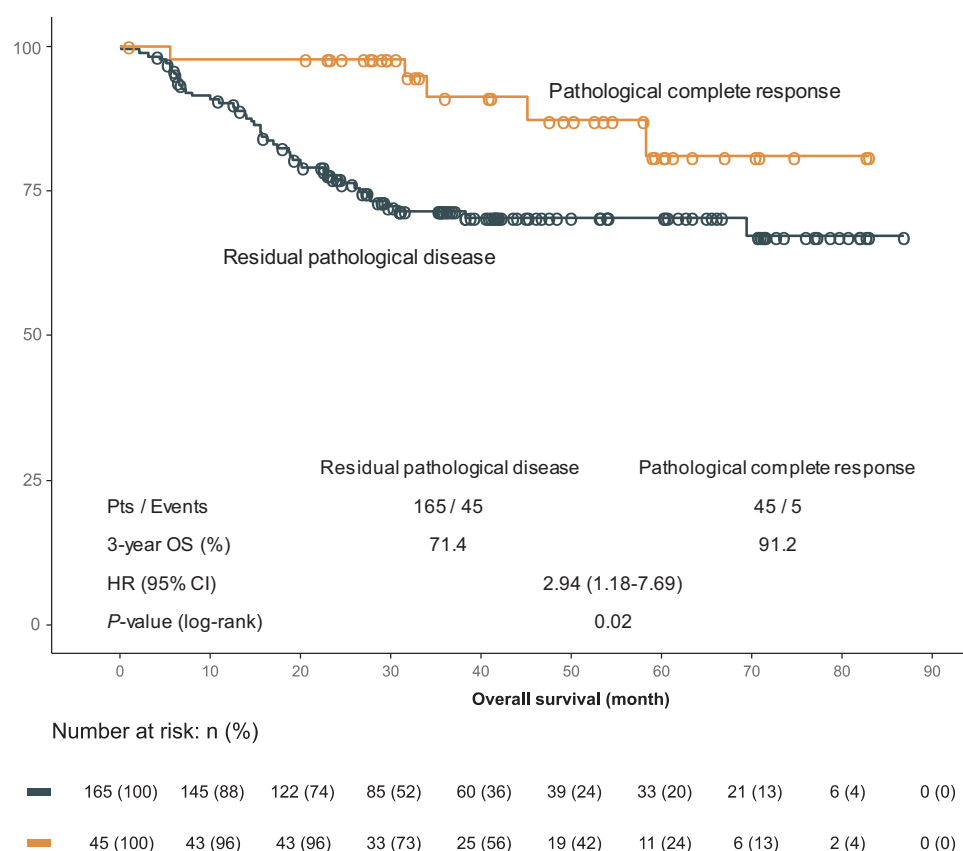 100
Pathological complete response
75
Residual pathological disease
50
Residual pathological disease Pathological complete response
25
Pts / Events 165 / 45 45 / 5
3-year OS (%) 71.4 91.2
HR (95% CI) 2.94 (1.18-7.69)
P-value (log-rank) 0.02
0
0 10 20 30 40 50 60 70 80 90
Overall survival (month)
Number at risk: n (%)
165 (100) 145 (88) 122 (74) 85 (52) 60 (36) 39 (24) 33 (20) 21 (13) 6 (4) 0 (0)
45 (100) 43 (96) 43 (96) 33 (73) 25 (56) 19 (42) 11 (24) 6 (13) 2 (4) 0 (0)